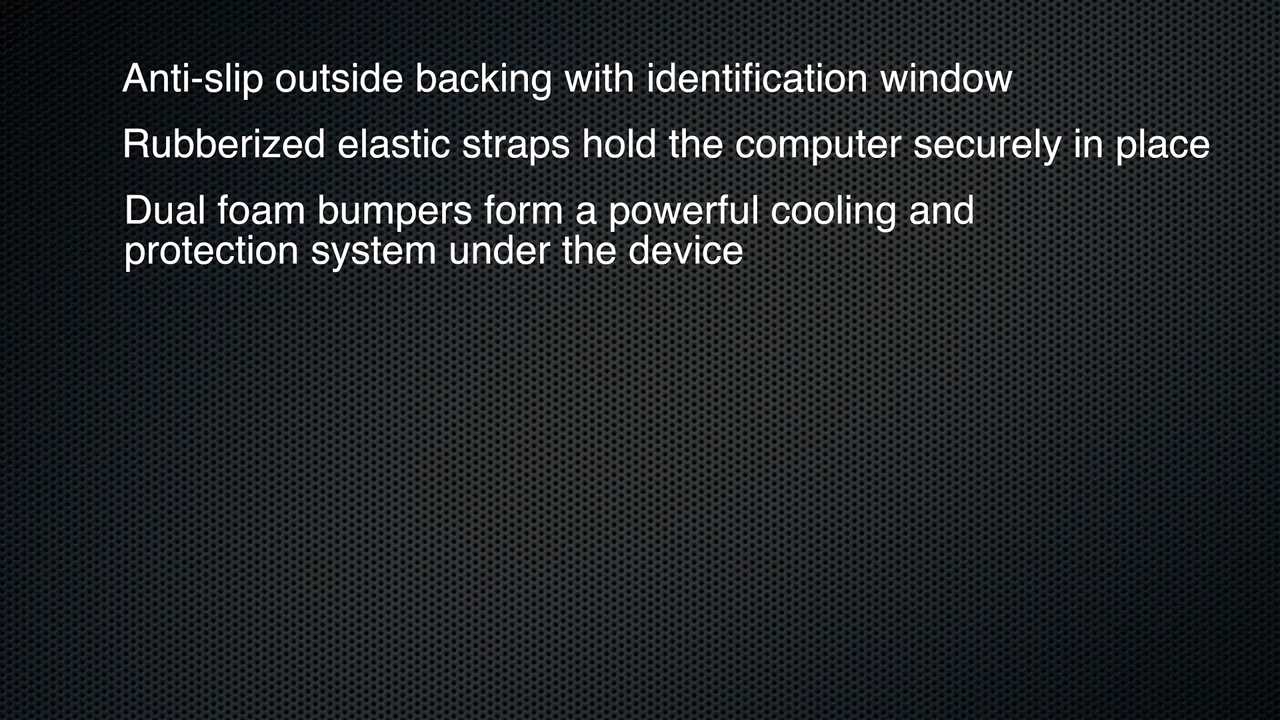 Anti-slip outside backing with identification window
Rubberized elastic straps hold the computer securely in place
Dual foam bumpers form a powerful cooling and
protection system under the device